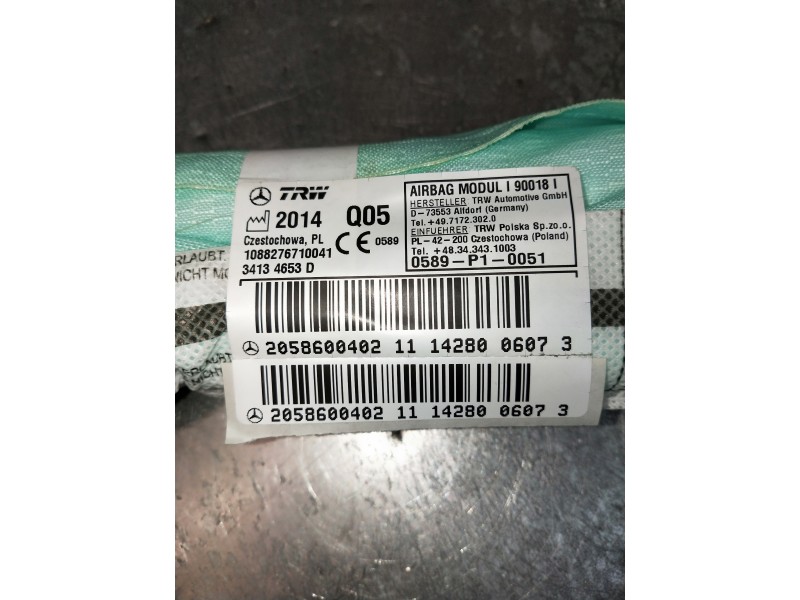 TRW
2014 Q05
Czestochowa, PL
1088276710041
3413 4653 D
CE 0589
AIRBAG MODUL I 90018 I
HERSTELLER TRW Automotive GmbH
D-73553 Alfdorf (Germany)
Tel.+49.7172.302.0
EINFUEHRER TRW Polska Sp.zo.o.
PL-42-200 Czestochowa (Poland)
Tel. +48.34.343.1003
0589-P1-0051
ERLAUBT.
NICHT
2058600402 11 14280 0607 3
2058600402 11 14280 0607 3